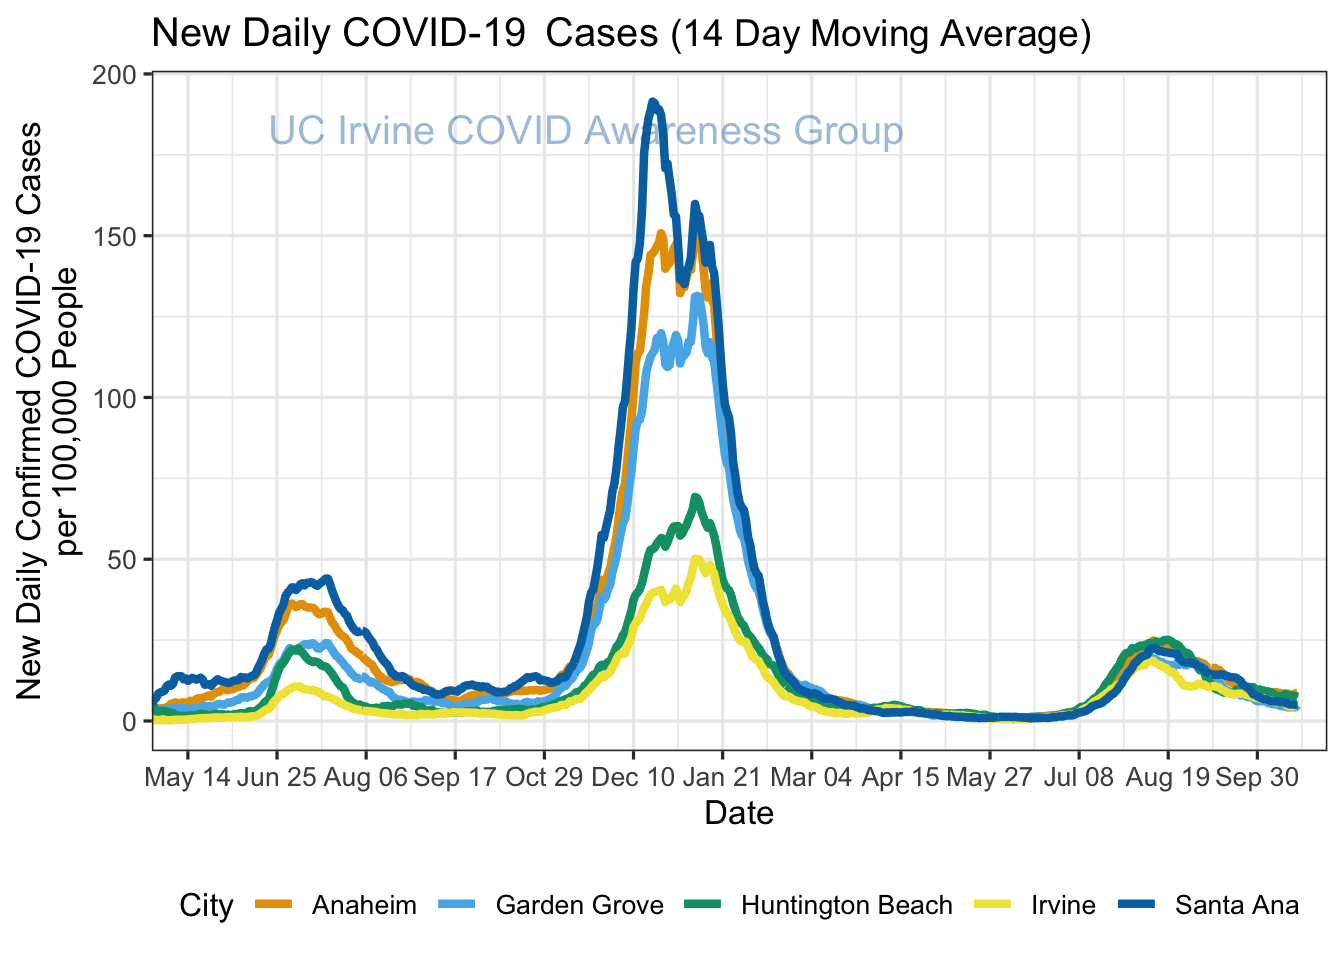 New Daily COVID-19  Cases (14 Day Moving Average)
UC Irvine COVID Awareness Group
New Daily Confirmed COVID-19 Cases
per 100,000 People
200
150
100
50
0
May 14 Jun 25 Aug 06 Sep 17 Oct 29 Dec 10 Jan 21 Mar 04 Apr 15 May 27 Jul 08 Aug 19 Sep 30
Date
City Anaheim Garden Grove Huntington Beach Irvine Santa Ana